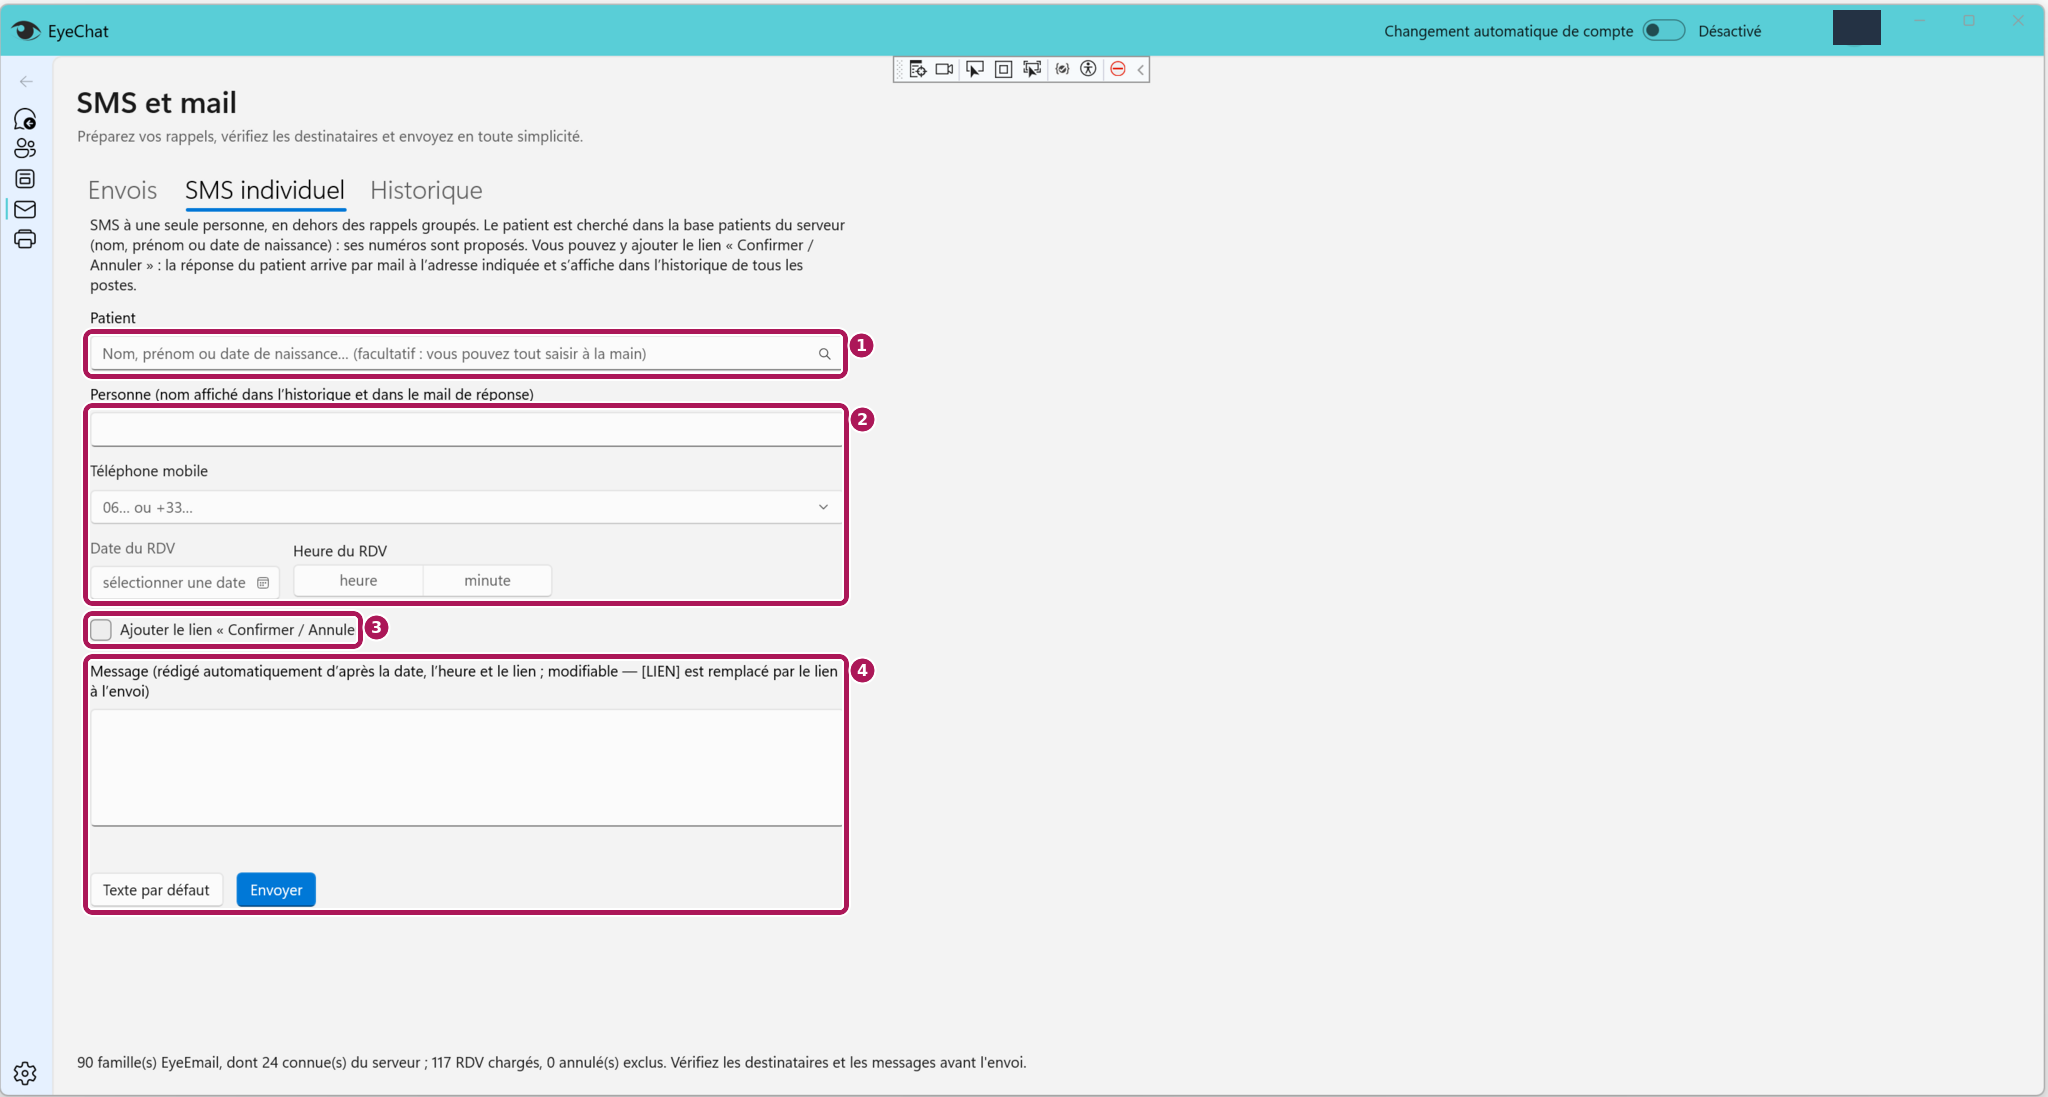 EyeChat
Changement automatique de compte
Désactivé
SMS et mail
Préparez vos rappels, vérifiez les destinataires et envoyez en toute simplicité.
Envois
SMS individuel
Historique
SMS à une seule personne, en dehors des rappels groupés. Le patient est cherché dans la base patients du serveur
(nom, prénom ou date de naissance) : ses numéros sont proposés. Vous pouvez y ajouter le lien « Confirmer /
Annuler » : la réponse du patient arrive par mail à l’adresse indiquée et s’affiche dans l’historique de tous les
postes.
Patient
Nom, prénom ou date de naissance... (facultatif : vous pouvez tout saisir à la main)
1
Personne (nom affiché dans l’historique et dans le mail de réponse)
2
Téléphone mobile
06... ou +33...
Date du RDV
Heure du RDV
sélectionner une date
heure
minute
Ajouter le lien « Confirmer / Annule
3
Message (rédigé automatiquement d’après la date, l’heure et le lien ; modifiable — [LIEN] est remplacé par le lien
à l’envoi)
4
Texte par défaut
Envoyer
90 famille(s) EyeEmail, dont 24 connue(s) du serveur ; 117 RDV chargés, 0 annulé(s) exclus. Vérifiez les destinataires et les messages avant l'envoi.